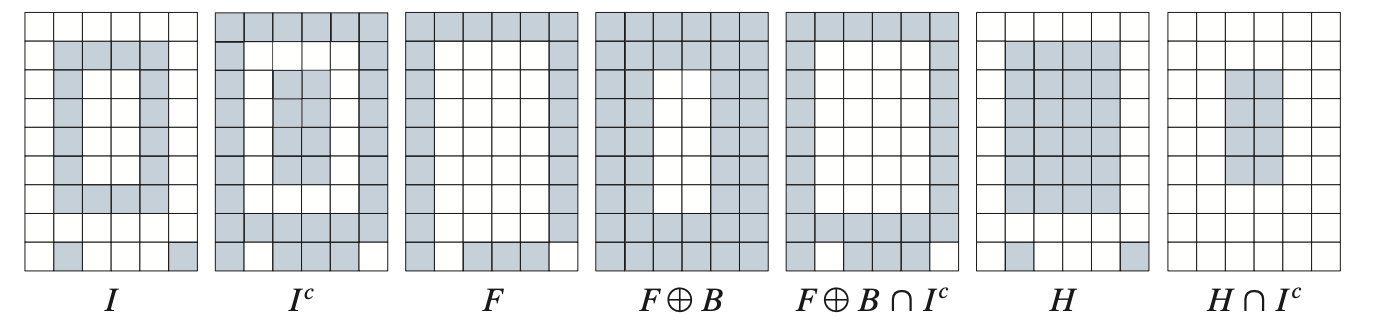 I I^c F F ⊕ B F ⊕ B ∩ I^c H H ∩ I^c